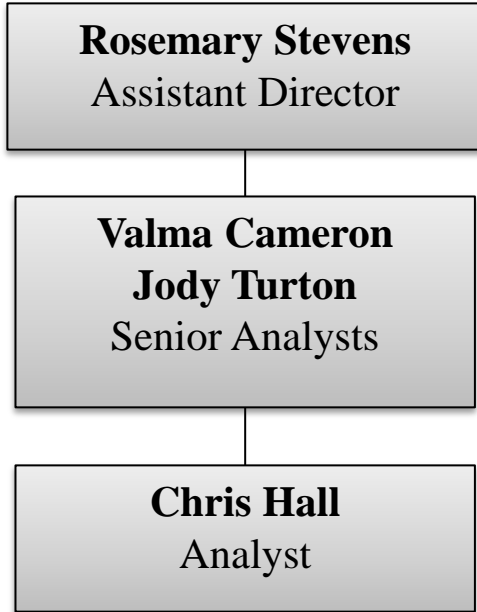 Rosemary Stevens
Assistant Director
Valma Cameron
Jody Turton
Senior Analysts
Chris Hall
Analyst